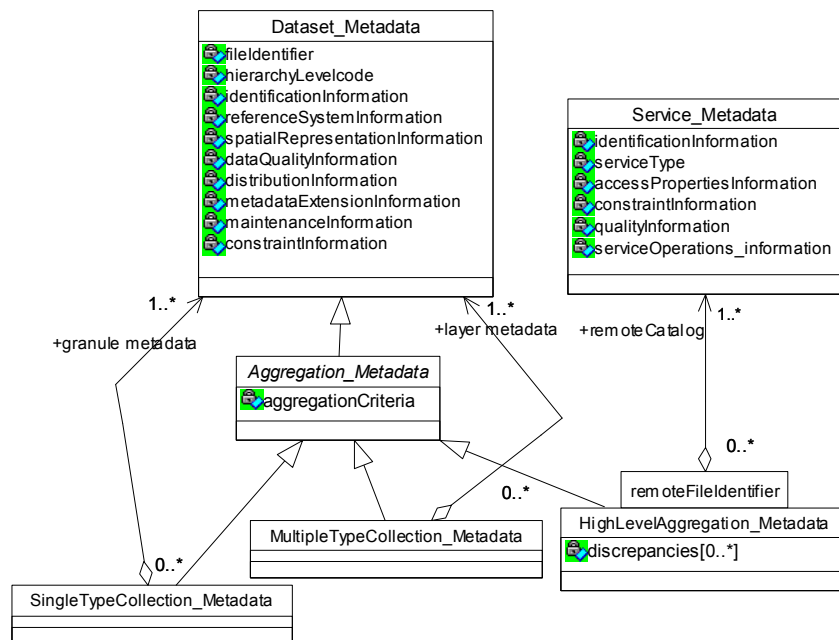 Dataset_Metadata
fileIdentifier
hierarchyLevelcode
identificationInformation
referenceSystemInformation
spatialRepresentationInformation
dataQualityInformation
distributionInformation
metadataExtensionInformation
maintenanceInformation
constraintInformation
Service_Metadata
identificationInformation
serviceType
accessPropertiesInformation
constraintInformation
qualityInformation
serviceOperations_information
1..*
1..*
1..*
+granule metadata
+layer metadata
+remoteCatalog
Aggregation_Metadata
aggregationCriteria
0..*
0..*
remoteFileIdentifier
HighLevelAggregation_Metadata
discrepancies[0..*]
MultipleTypeCollection_Metadata
0..*
SingleTypeCollection_Metadata